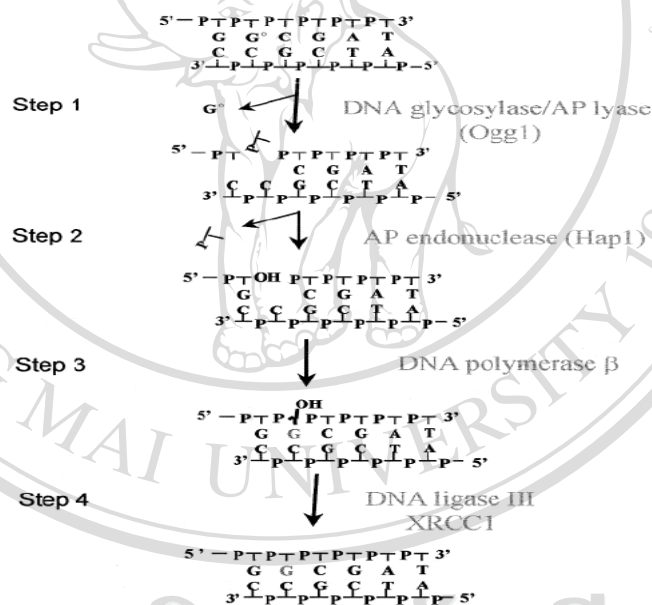 5' – P P P P P P P 3'
G G° C G A T
C C G C T A
3' P P P P P P P – 5'
Step 1
G°
DNA glycosylase/AP lyase
(Ogg1)
5' – P P P P P P P 3'
C G A T
C C G C T A
3' P P P P P P P – 5'
Step 2
P
AP endonuclease (Hap1)
5' – P OH P P P P P 3'
G C G A T
C C G C T A
3' P P P P P P P – 5'
Step 3
DNA polymerase β
OH
5' – P P P P P P P 3'
G G C G A T
C C G C T A
3' P P P P P P P – 5'
MAI UNIVERSITY
Step 4
DNA ligase III
XRCC1
5' – P P P P P P P 3'
G G C G A T
C C G C T A
3' P P P P P P P – 5'